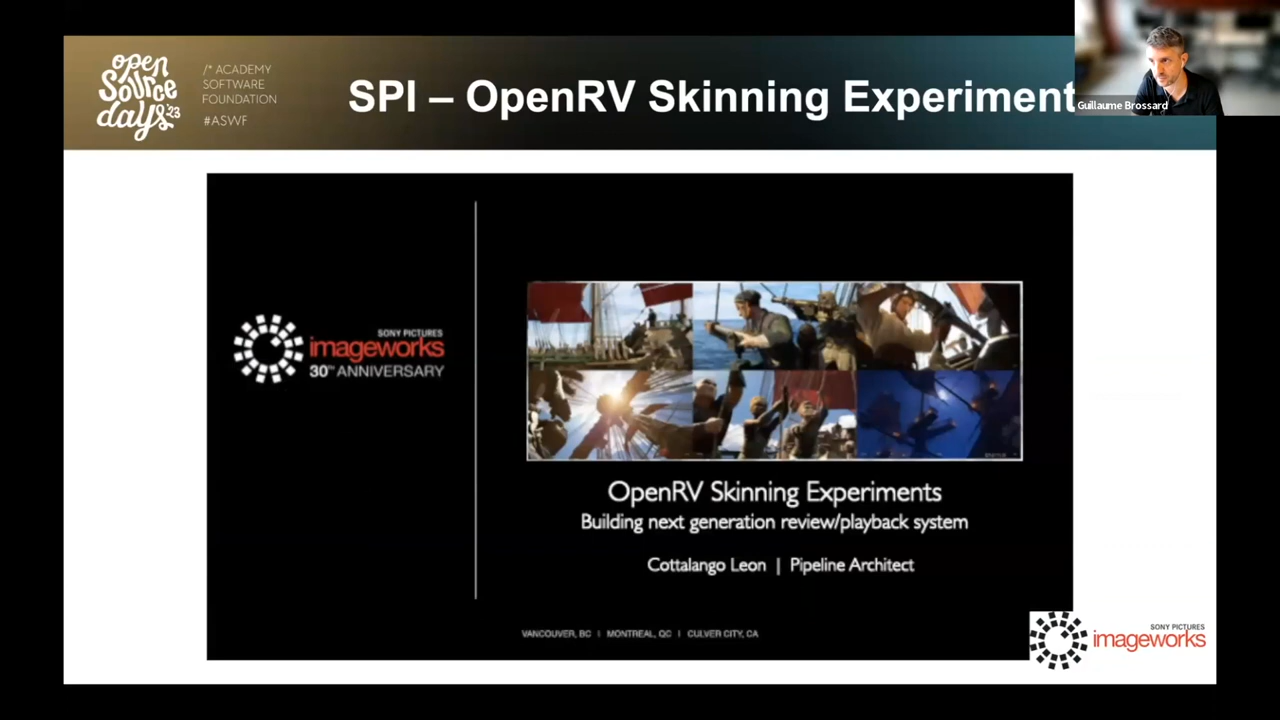 open
Source
days '23
/* ACADEMY
SOFTWARE
FOUNDATION
#ASWF
SPI – OpenRV Skinning Experiment
Guillaume Brossard
SONY PICTURES
imageworks
30TH ANNIVERSARY
OpenRV Skinning Experiments
Building next generation review/playback system
Cottalango Leon | Pipeline Architect
VANCOUVER, BC | MONTREAL, QC | CULVER CITY, CA
SONY PICTURES
imageworks